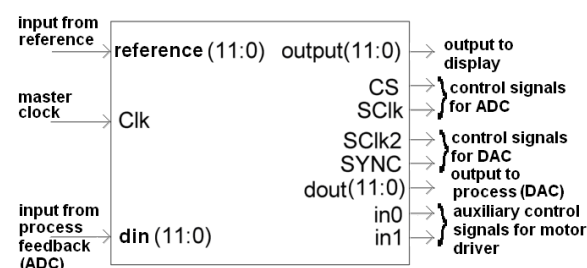 input from
reference
reference (11:0)
output(11:0)
output to
display
CS
SClk
control signals
for ADC
master
clock
Clk
SClk2
SYNC
control signals
for DAC
dout(11:0)
output to
process (DAC)
input from
process
feedback
(ADC)
din (11:0)
in0
in1
auxiliary control
signals for motor
driver